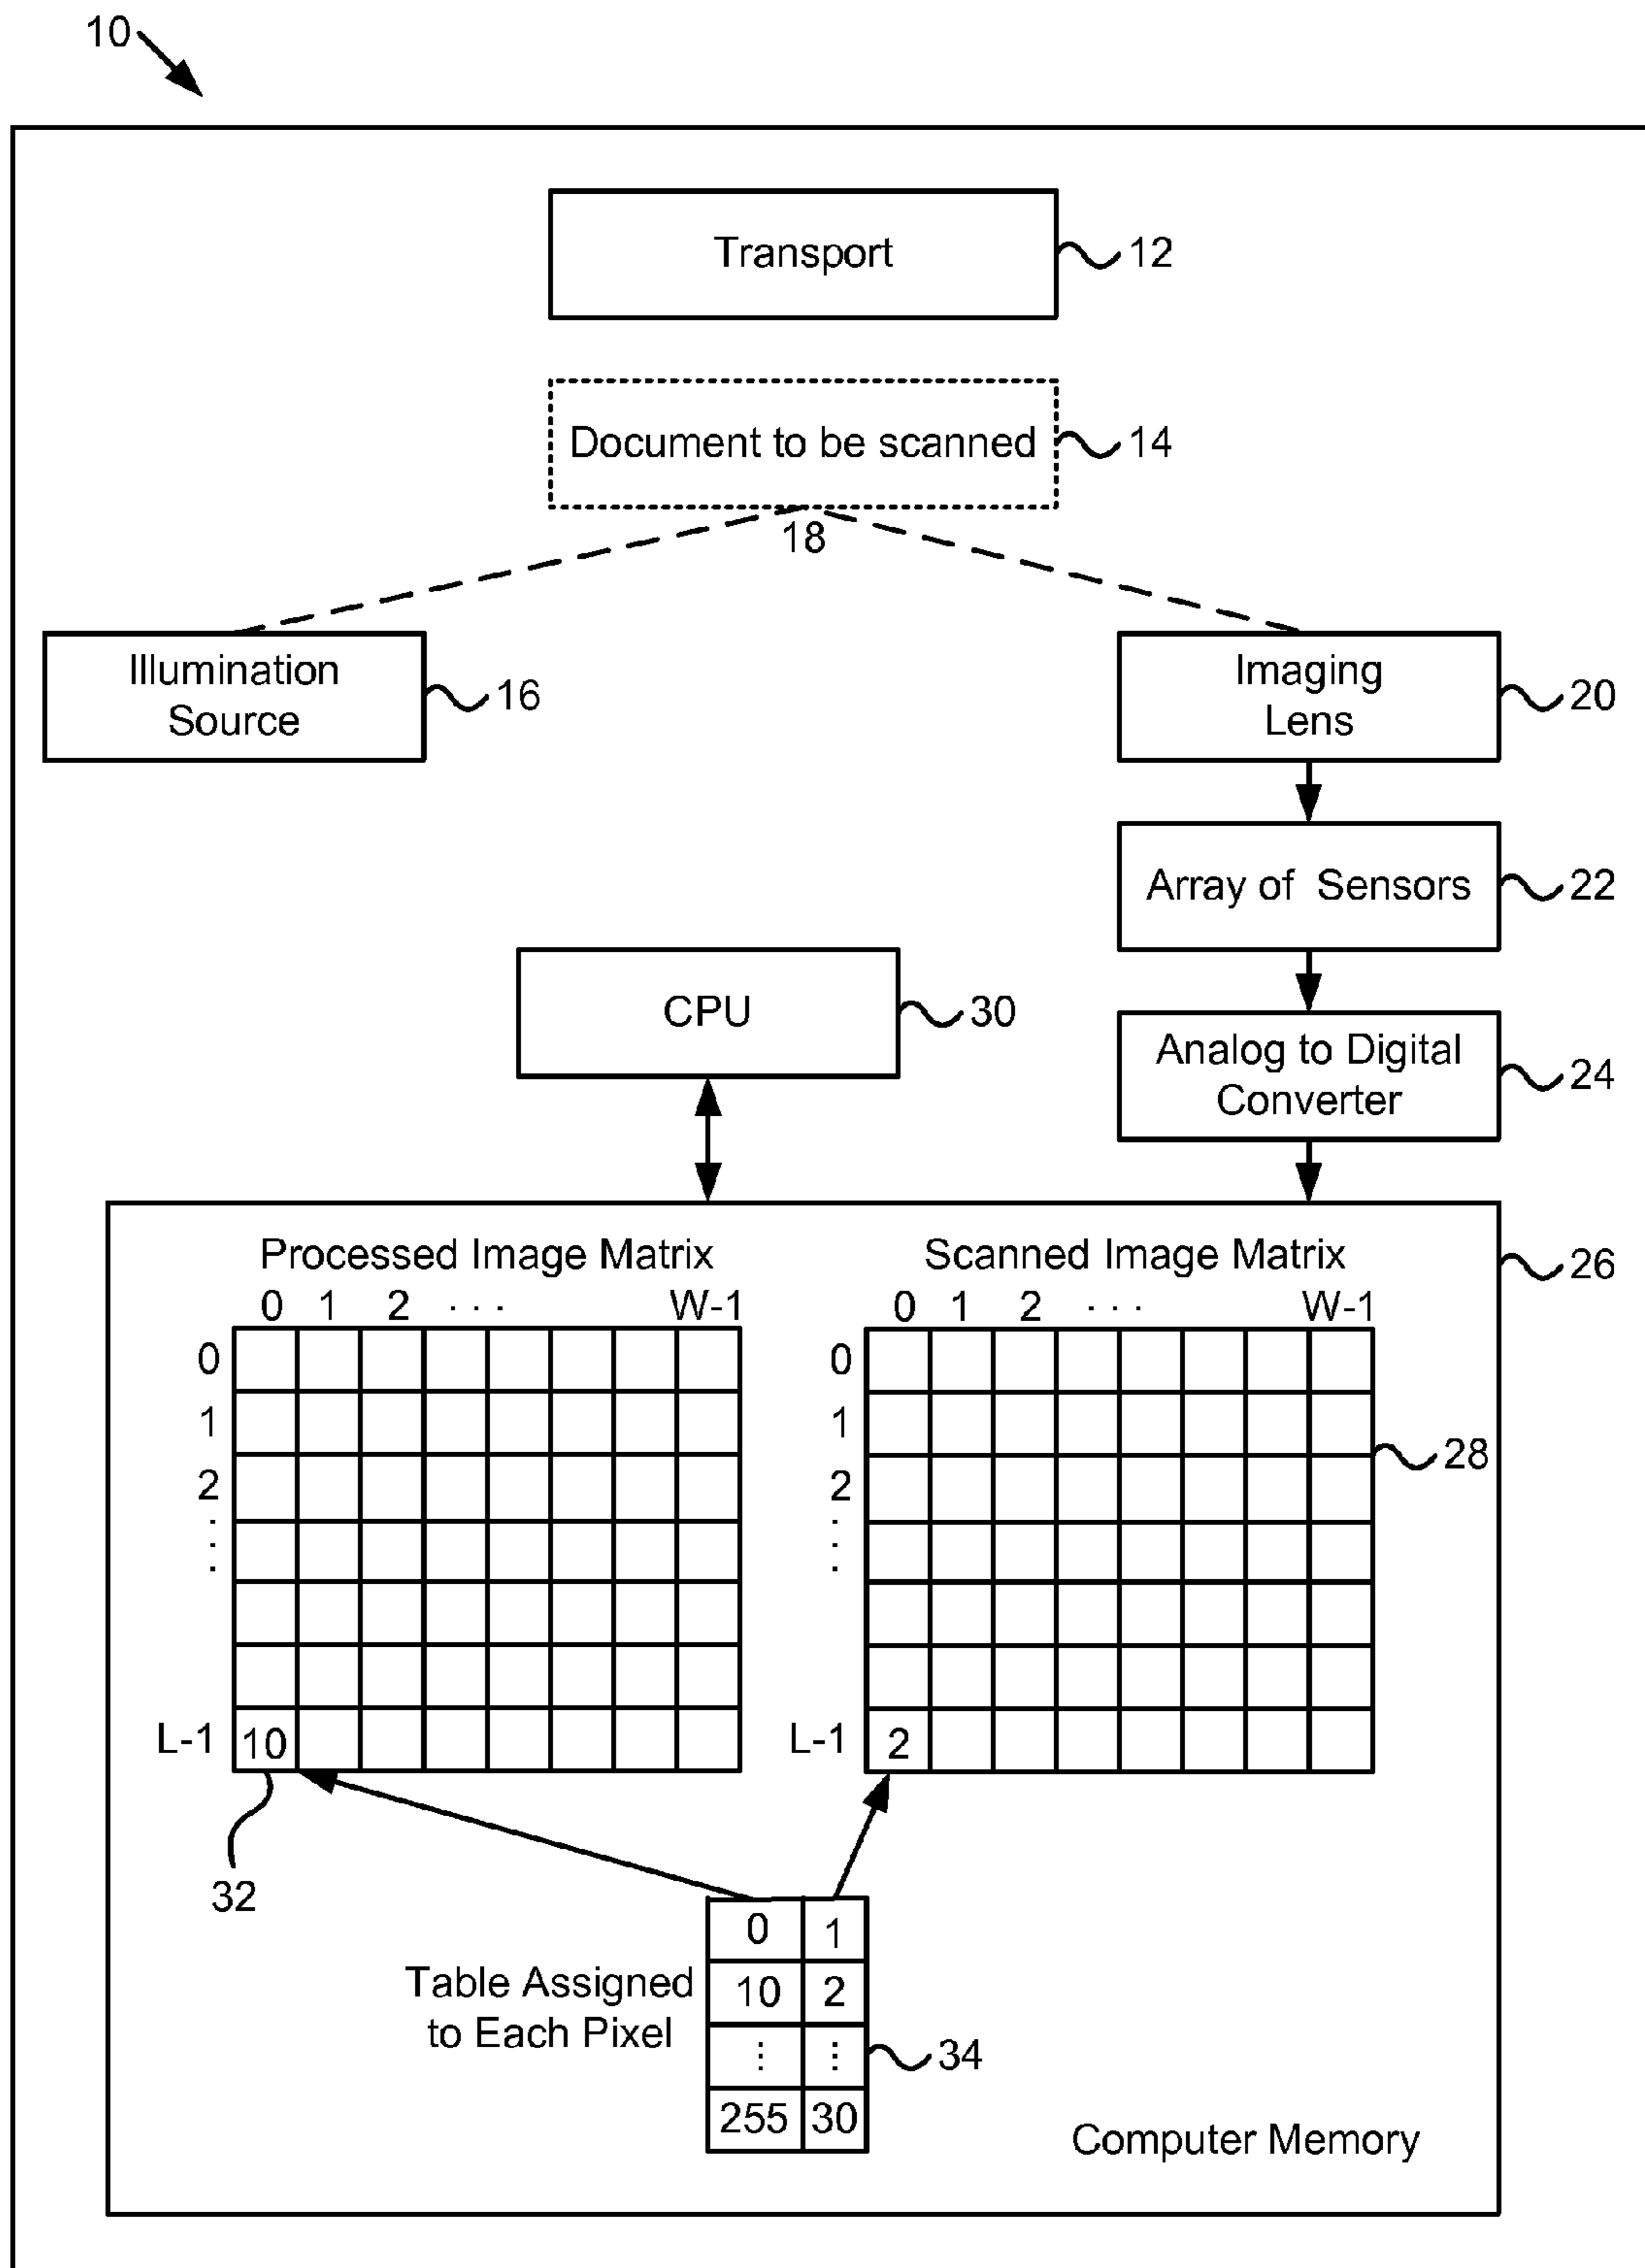 10
Transport
12
Document to be scanned
14
18
Illumination
Source
16
Imaging
Lens
20
Array of Sensors
22
CPU
30
Analog to Digital
Converter
24
26
Processed Image Matrix
0 1 2 . . . W-1
0
1
2
⋮
L-1 10
32
Scanned Image Matrix
0 1 2 . . . W-1
0
1
2
⋮
L-1 2
28
Table Assigned
to Each Pixel
0 1
10 2
⋮ ⋮
255 30
34
Computer Memory